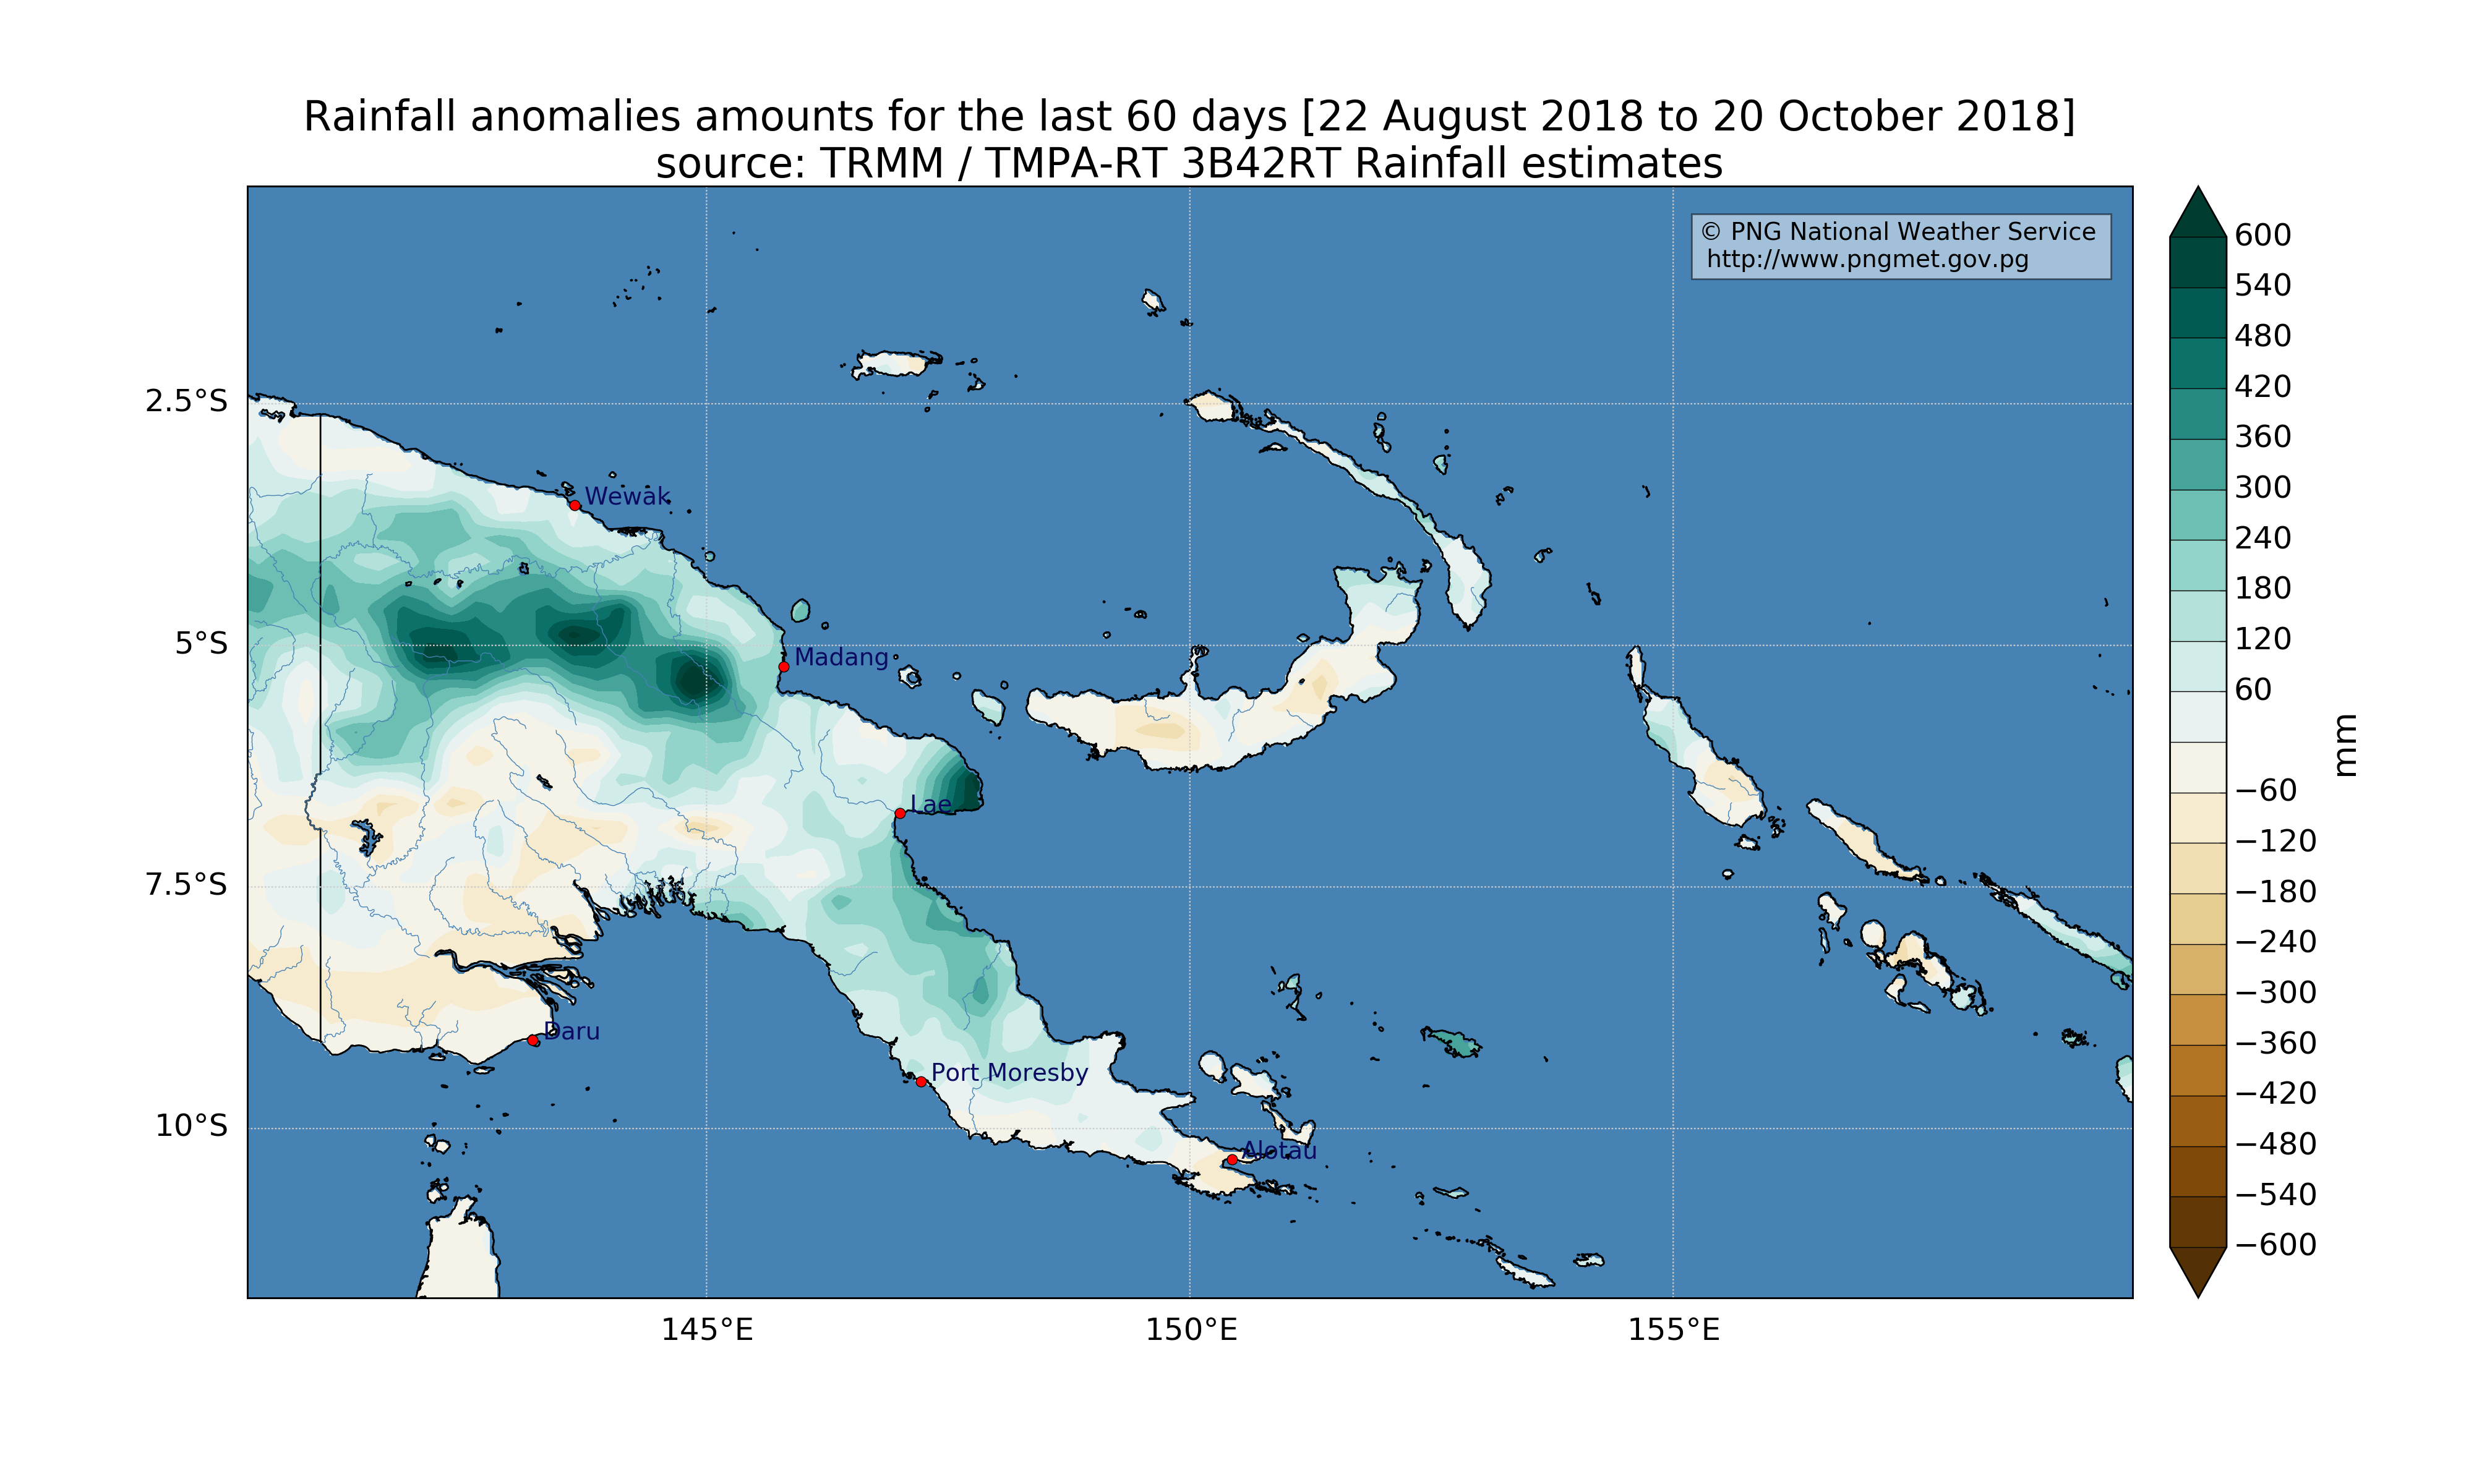 Rainfall anomalies amounts for the last 60 days [22 August 2018 to 20 October 2018]
source: TRMM / TMPA-RT 3B42RT Rainfall estimates
© PNG National Weather Service
http://www.pngmet.gov.pg
600
540
480
420
360
300
240
180
120
60
−60
−120
−180
−240
−300
−360
−420
−480
−540
−600
mm
2.5°S
5°S
7.5°S
10°S
Wewak
Madang
Lae
Daru
Port Moresby
Alotau
145°E
150°E
155°E